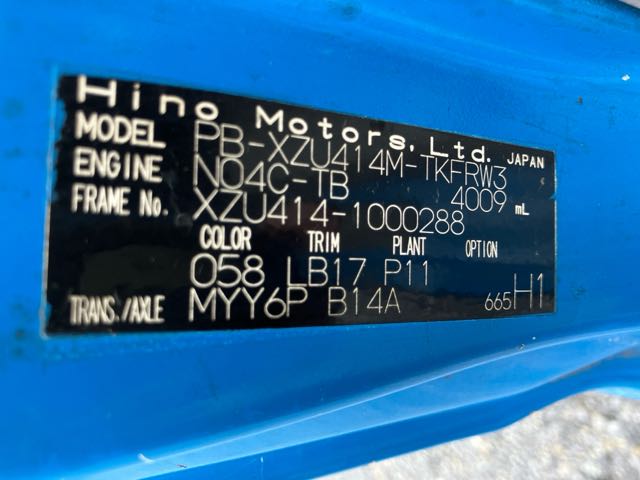 Hino Motors, Ltd. JAPAN
MODEL PB-XZU414M-TKFRW3
ENGINE N04C-TB 4009 mL
FRAME No. XZU414-1000288
COLOR TRIM PLANT OPTION
058 LB17 P11
TRANS./AXLE MYY6P B14A 665H1